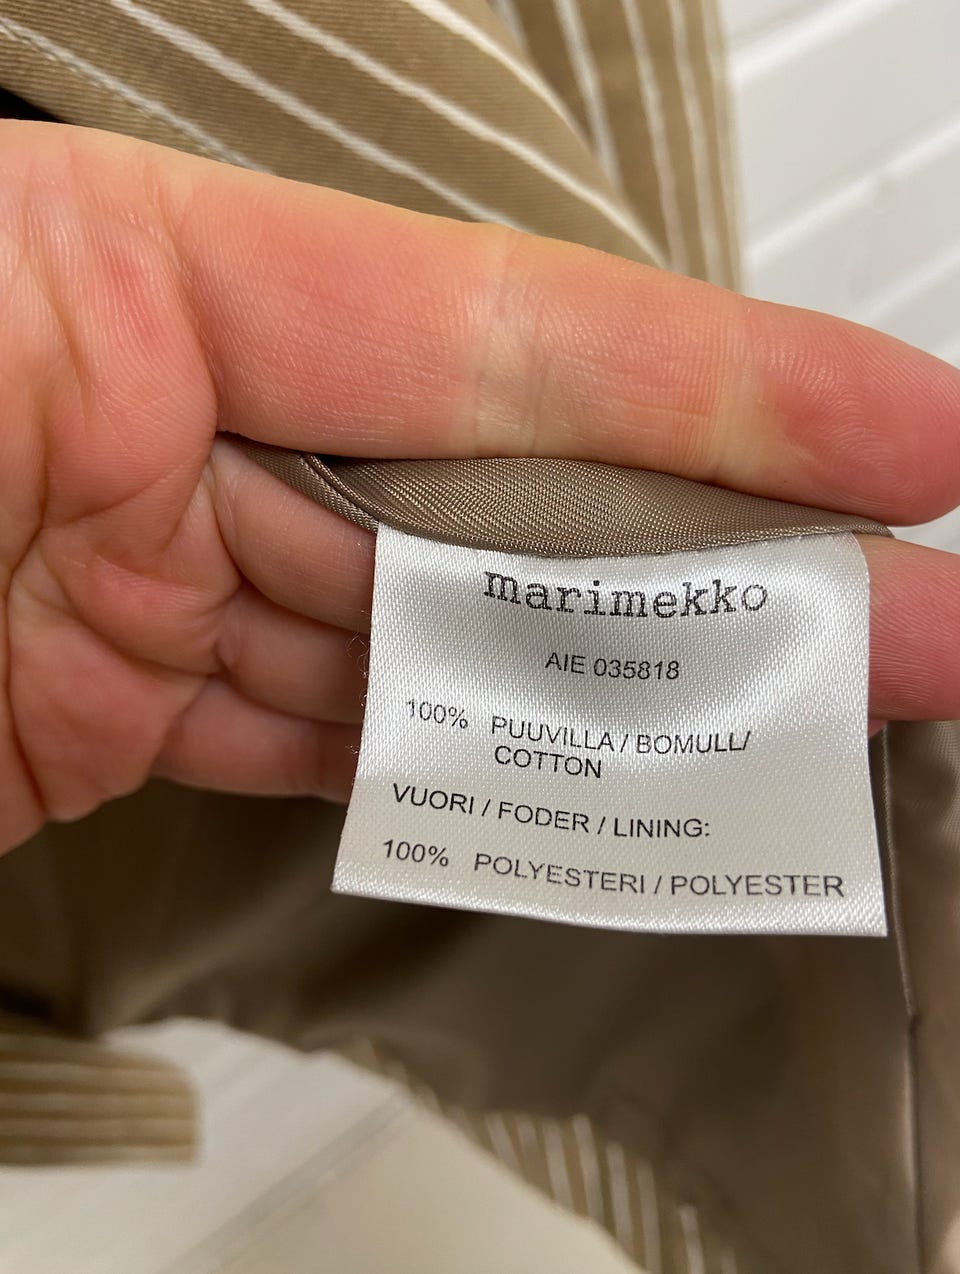 marimekko
AIE 035818
100% PUUVILLA / BOMULL/
COTTON
VUORI / FODER / LINING:
100% POLYESTERI / POLYESTER